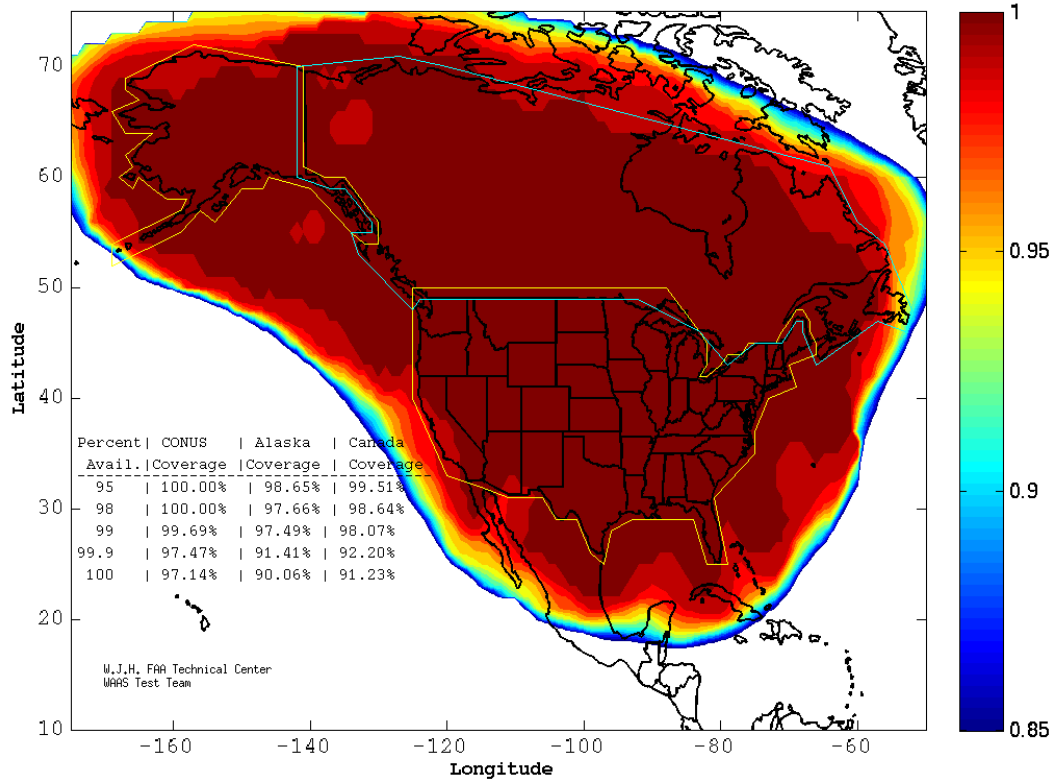 70
60
50
40
30
20
10
Latitude
Percent| CONUS | Alaska | Canada
Avail. |Coverage |Coverage | Coverage
95 | 100.00% | 98.65% | 99.51%
98 | 100.00% | 97.66% | 98.64%
99 | 99.69% | 97.49% | 98.07%
99.9 | 97.47% | 91.41% | 92.20%
100 | 97.14% | 90.06% | 91.23%
W.J.H. FAA Technical Center
WAAS Test Team
-160 -140 -120 -100 -80 -60
Longitude
1
0.95
0.9
0.85